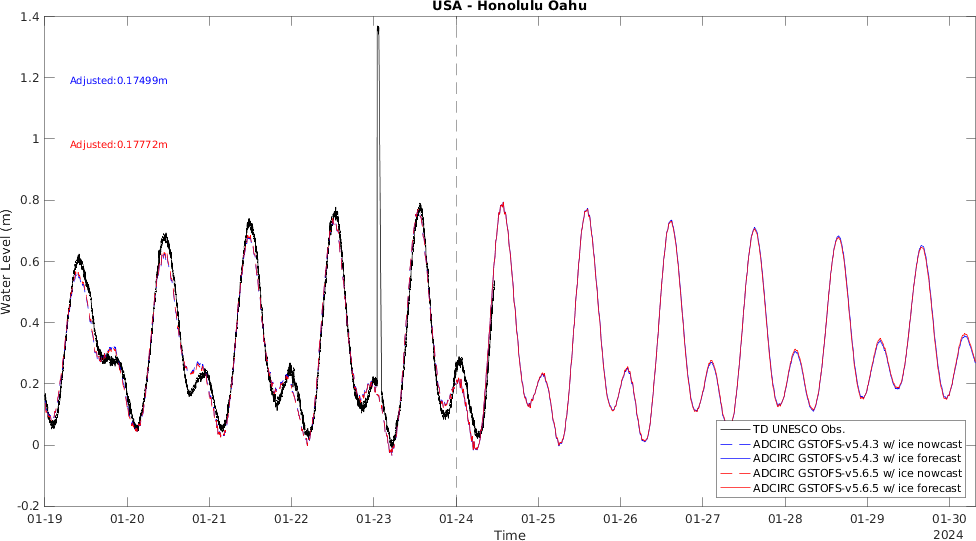 USA - Honolulu Oahu
1.4
1.2
1
0.8
0.6
0.4
0.2
0
-0.2
Water Level (m)
Adjusted:0.17499m
Adjusted:0.17772m
TD UNESCO Obs.
ADCIRC GSTOFS-v5.4.3 w/ ice nowcast
ADCIRC GSTOFS-v5.4.3 w/ ice forecast
ADCIRC GSTOFS-v5.6.5 w/ ice nowcast
ADCIRC GSTOFS-v5.6.5 w/ ice forecast
01-19 01-20 01-21 01-22 01-23 01-24 01-25 01-26 01-27 01-28 01-29 01-30
Time
2024